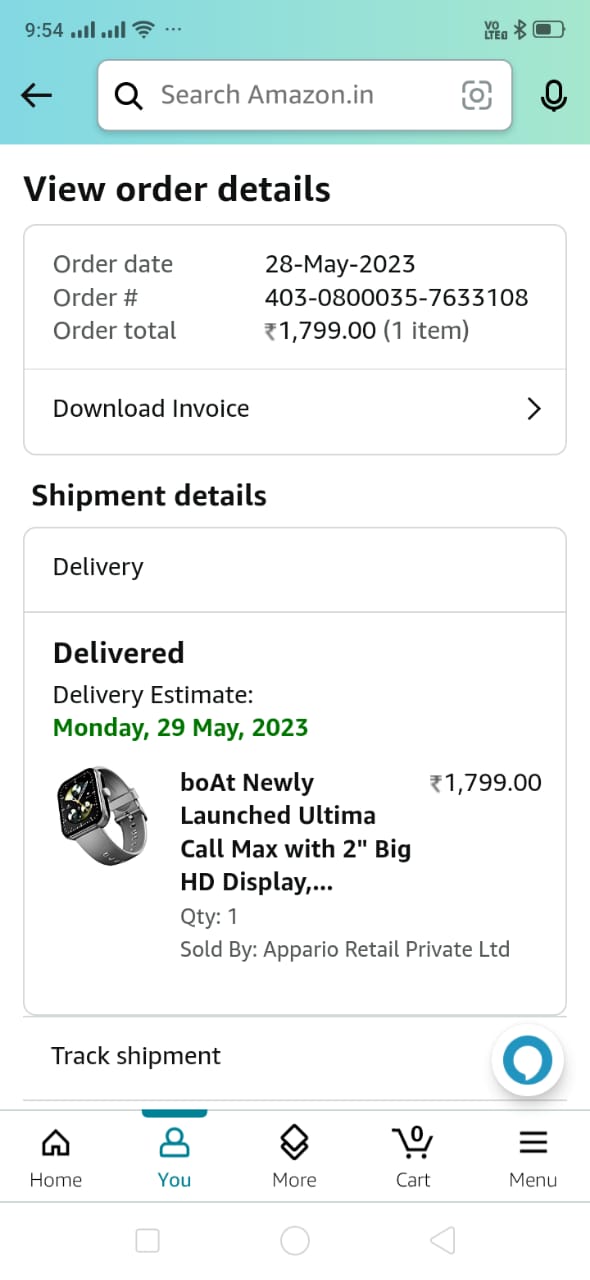 9:54
VO
LTE
Search Amazon.in
View order details
Order date 28-May-2023
Order # 403-0800035-7633108
Order total ₹1,799.00 (1 item)
Download Invoice
Shipment details
Delivery
Delivered
Delivery Estimate:
Monday, 29 May, 2023
boAt Newly ₹1,799.00
Launched Ultima
Call Max with 2" Big
HD Display,...
Qty: 1
Sold By: Appario Retail Private Ltd
Track shipment
0
Home You More Cart Menu